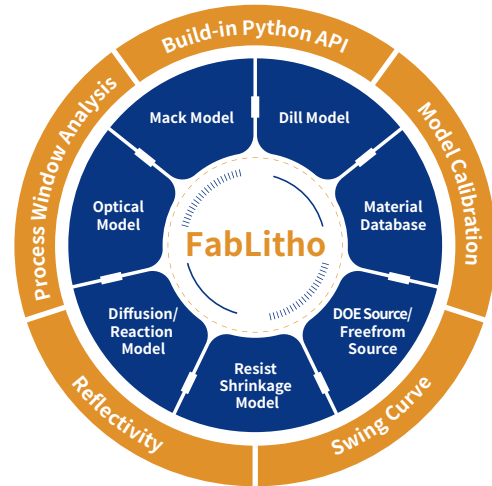 Build-in Python API
Model Calibration
Swing Curve
Reflectivity
Process Window Analysis
Mack Model
Dill Model
Material
Database
DOE Source/
Freefrom
Source
Resist
Shrinkage
Model
Diffusion/
Reaction
Model
Optical
Model
FabLitho